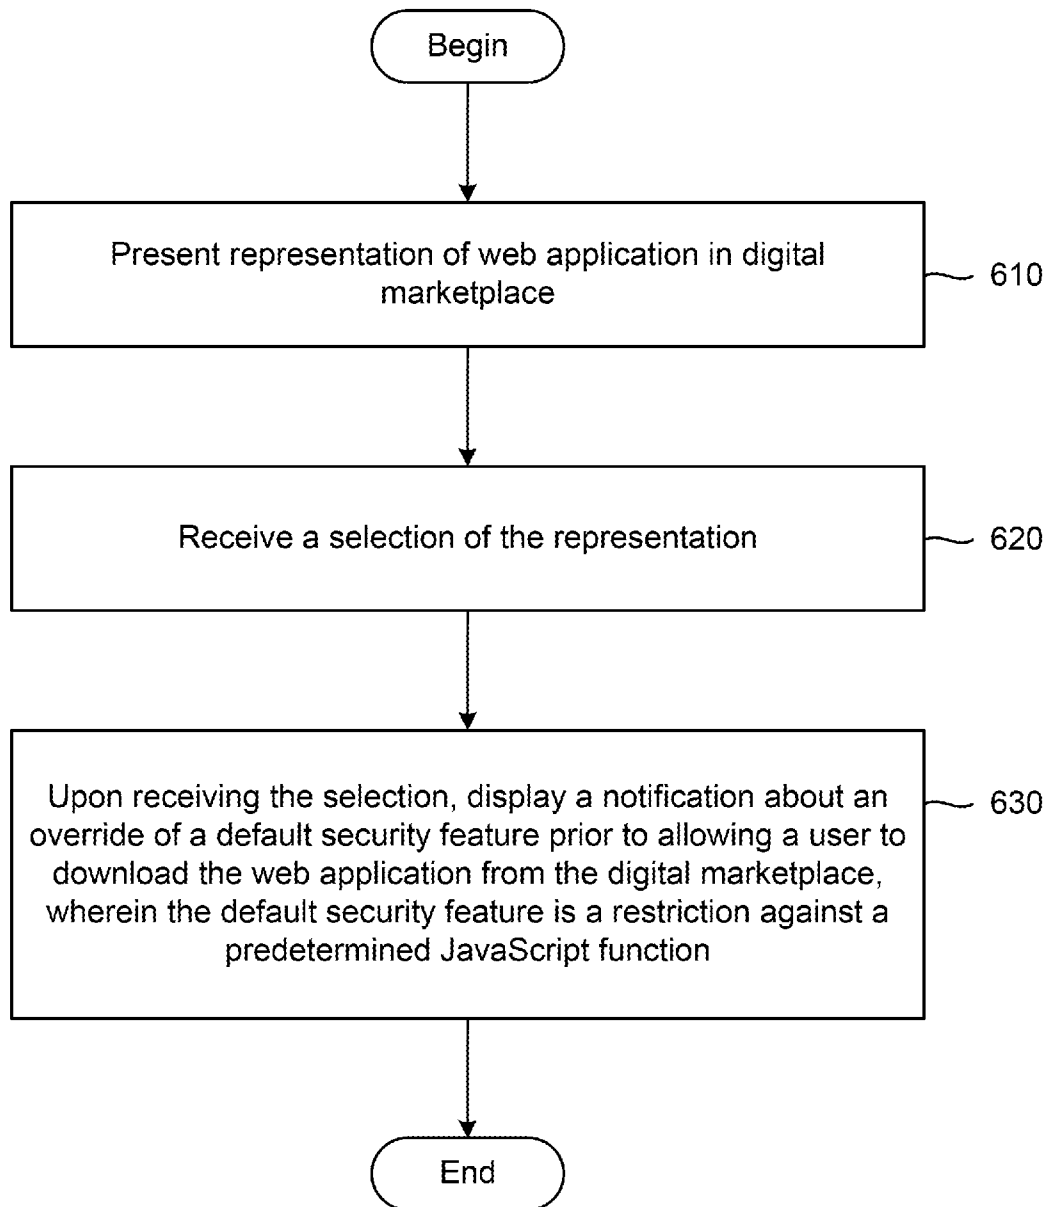 Begin
Present representation of web application in digital
marketplace
610
Receive a selection of the representation
620
Upon receiving the selection, display a notification about an
override of a default security feature prior to allowing a user to
download the web application from the digital marketplace,
wherein the default security feature is a restriction against a
predetermined JavaScript function
630
End